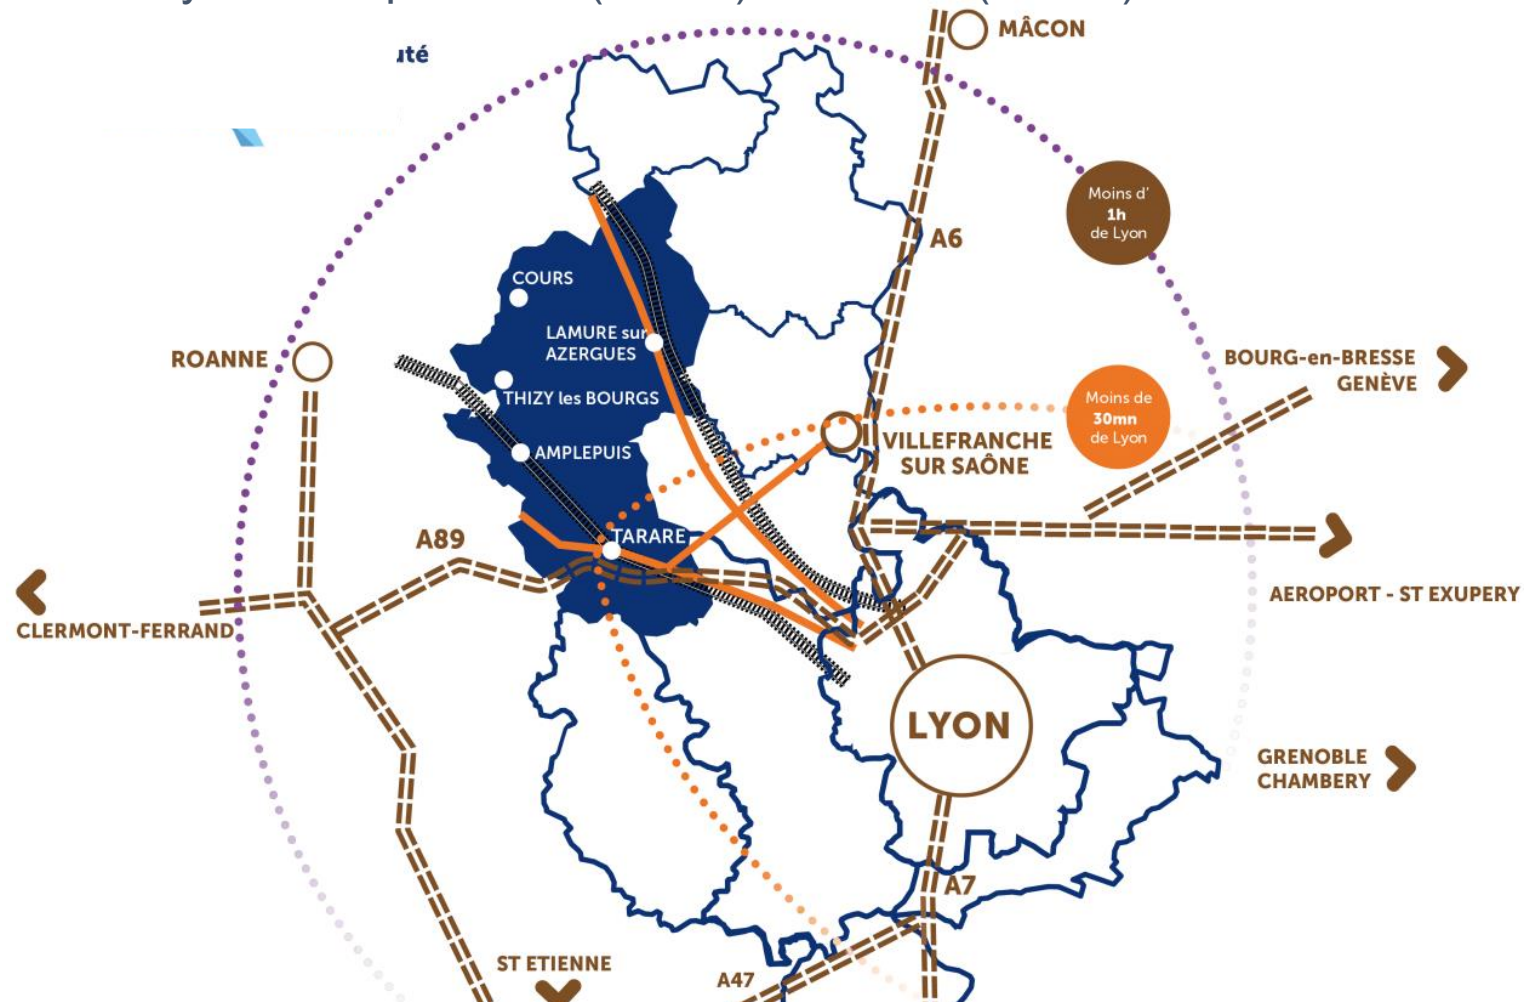 MÂCON
Moins d'
1h
de Lyon
A6
COURS
LAMURE sur
AZERGUES
ROANNE
BOURG-en-BRESSE
GENÈVE
THIZY les BOURGS
Moins de
30mn
de Lyon
AMPLEPUIS
VILLEFRANCHE
SUR SAÔNE
TARARE
A89
AEROPORT - ST EXUPERY
CLERMONT-FERRAND
LYON
GRENOBLE
CHAMBERY
A7
ST ETIENNE
A47